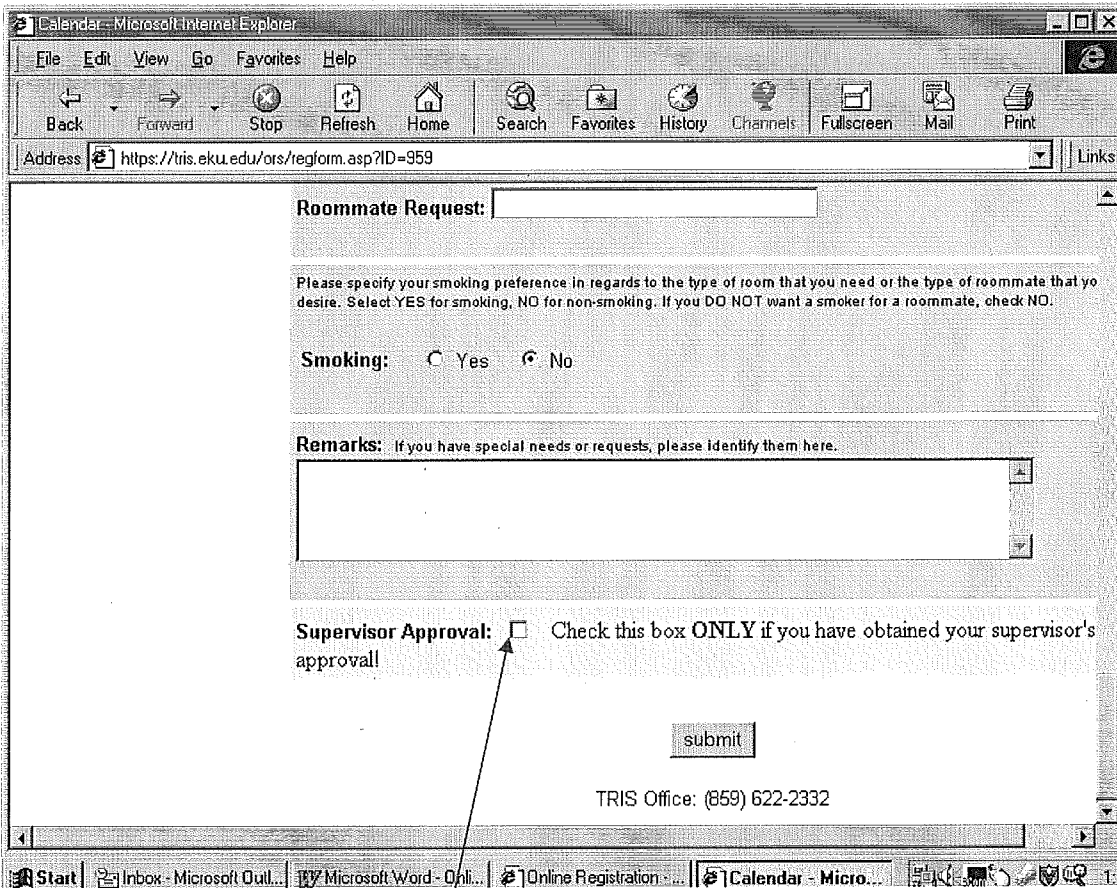 Calendar - Microsoft Internet Explorer
File Edit View Go Favorites Help
Back Forward Stop Refresh Home Search Favorites History Channels Fullscreen Mail Print
Address https://tris.eku.edu/ors/regform.asp?ID=959 Links
Roommate Request:
Please specify your smoking preference in regards to the type of room that you need or the type of roommate that yo
desire. Select YES for smoking, NO for non-smoking. If you DO NOT want a smoker for a roommate, check NO.
Smoking: Yes No
Remarks: If you have special needs or requests, please identify them here.
Supervisor Approval: Check this box ONLY if you have obtained your supervisor's
approval!
submit
TRIS Office: (859) 622-2332
Start Inbox - Microsoft Outl... Microsoft Word - Onli... Online Registration - ... Calendar - Micro...